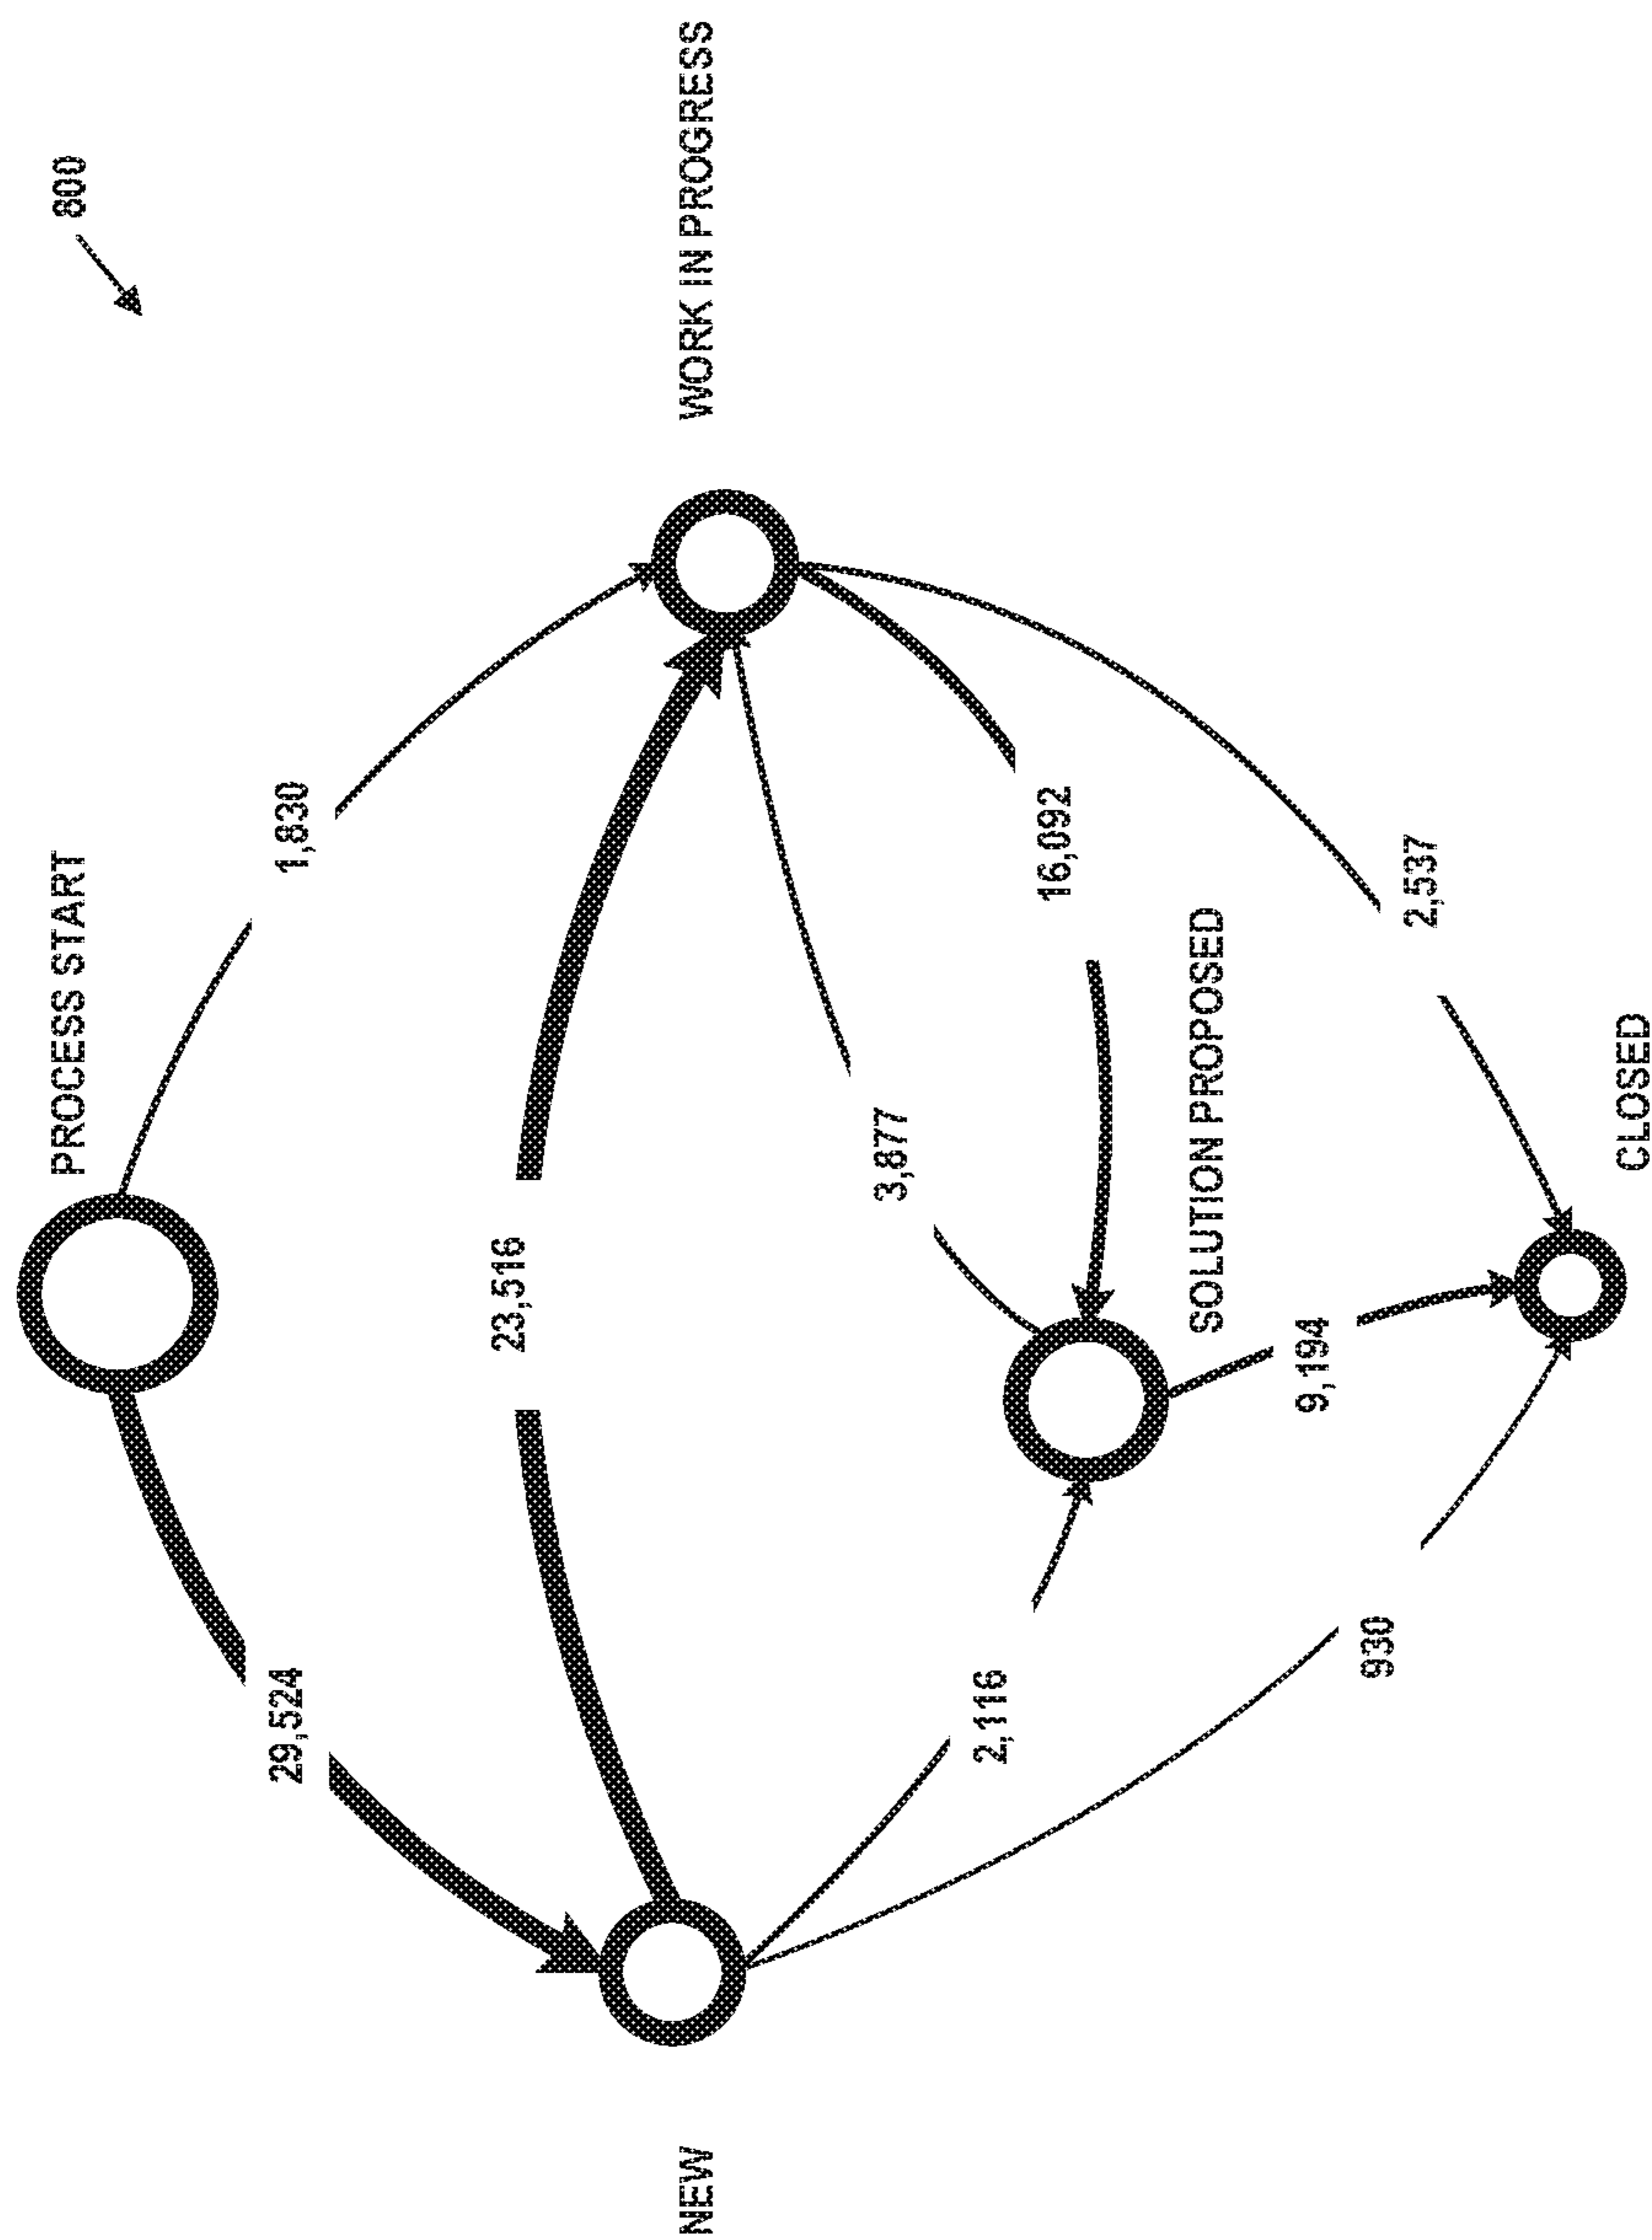 800
PROCESS START
1,830
29,524
23,516
WORK IN PROGRESS
NEW
3,877
16,092
2,116
SOLUTION PROPOSED
9,194
930
2,537
CLOSED